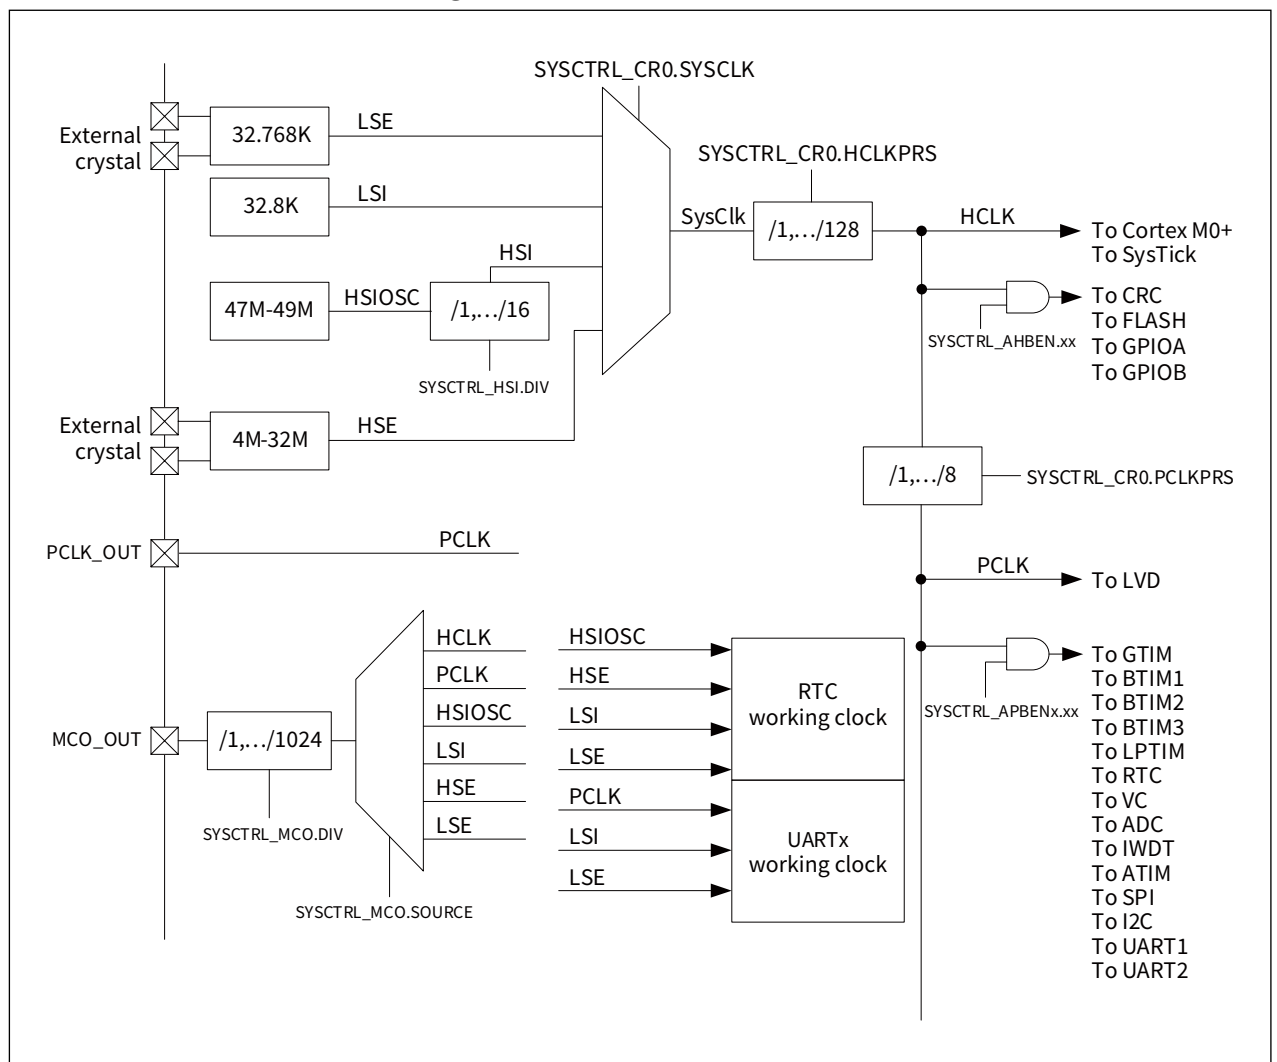 SYSCTRL_CR0.SYSCLK
External
crystal
32.768K
LSE
SYSCTRL_CR0.HCLKPRS
32.8K
LSI
SysClk
/1,.../128
HCLK
To Cortex M0+
To SysTick
HSI
47M-49M
HSIOSC
/1,.../16
SYSCTRL_HSI.DIV
To CRC
To FLASH
To GPIOA
To GPIOB
SYSCTRL_AHBEN.xx
External
crystal
4M-32M
HSE
/1,.../8
SYSCTRL_CR0.PCLKPRS
PCLK_OUT
PCLK
PCLK
To LVD
MCO_OUT
/1,.../1024
SYSCTRL_MCO.DIV
HCLK
PCLK
HSIOSC
LSI
HSE
LSE
SYSCTRL_MCO.SOURCE
HSIOSC
HSE
LSI
LSE
RTC
working clock
PCLK
LSI
LSE
UARTx
working clock
SYSCTRL_APBENx.xx
To GTIM
To BTIM1
To BTIM2
To BTIM3
To LPTIM
To RTC
To VC
To ADC
To IWDT
To ATIM
To SPI
To I2C
To UART1
To UART2